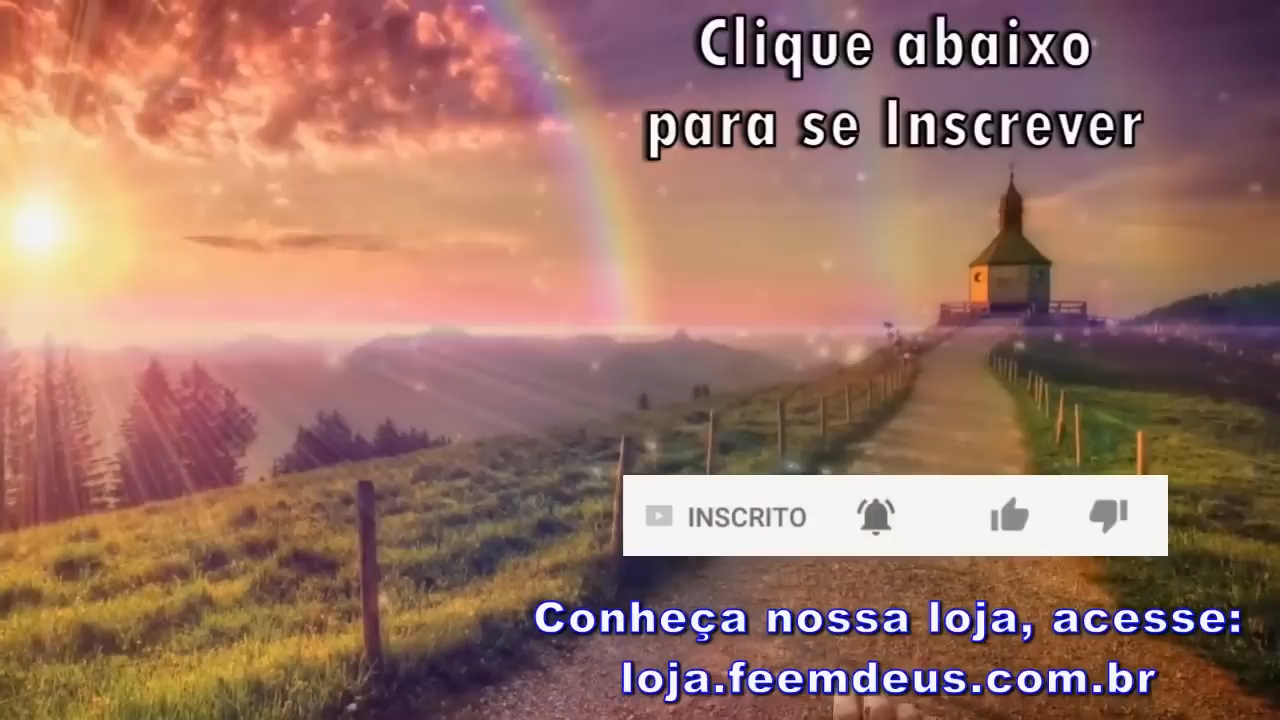 Clique abaixo
para se Inscrever
INSCRITO
Conheça nossa loja, acesse:
loja.feemdeus.com.br